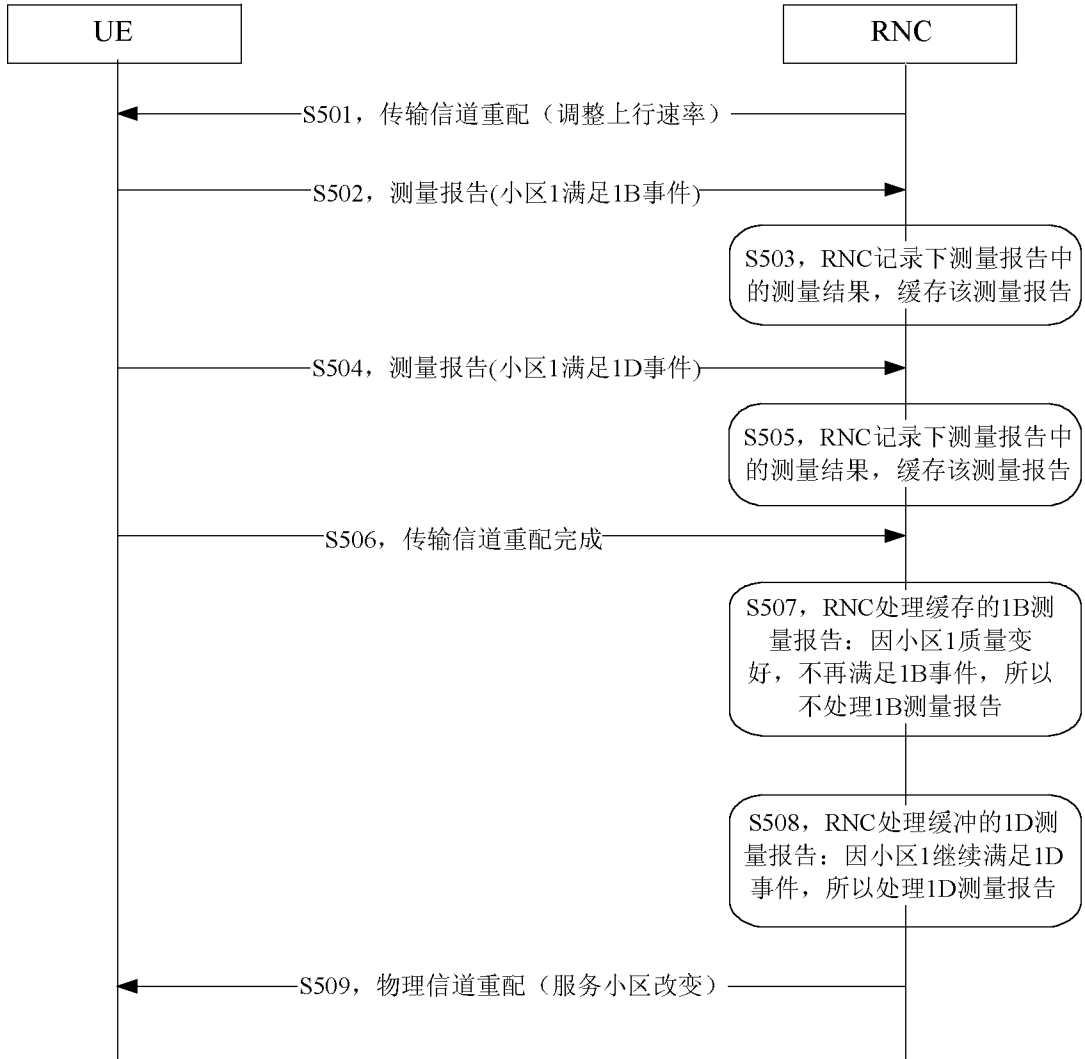 UE
RNC
S501，传输信道重配（调整上行速率）
S502，测量报告(小区1满足1B事件)
S503，RNC记录下测量报告中
的测量结果，缓存该测量报告
S504，测量报告(小区1满足1D事件)
S505，RNC记录下测量报告中
的测量结果，缓存该测量报告
S506，传输信道重配完成
S507，RNC处理缓存的1B测
量报告：因小区1质量变
好，不再满足1B事件，所以
不处理1B测量报告
S508，RNC处理缓冲的1D测
量报告：因小区1继续满足1D
事件，所以处理1D测量报告
S509，物理信道重配（服务小区改变）